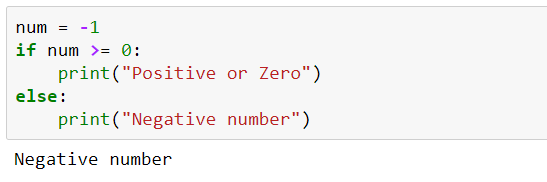 num = -1
if num >= 0:
    print("Positive or Zero")
else:
    print("Negative number")
Negative number